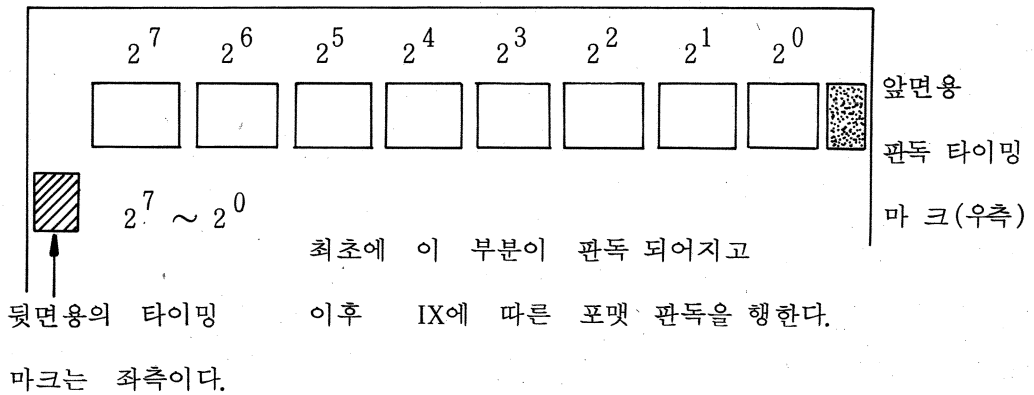 2^7 2^6 2^5 2^4 2^3 2^2 2^1 2^0
앞면용
판독 타이밍
마 크(우측)
2^7 ~ 2^0
최초에 이 부분이 판독 되어지고
이후 IX에 따른 포맷 판독을 행한다.
뒷면용의 타이밍
마크는 좌측이다.